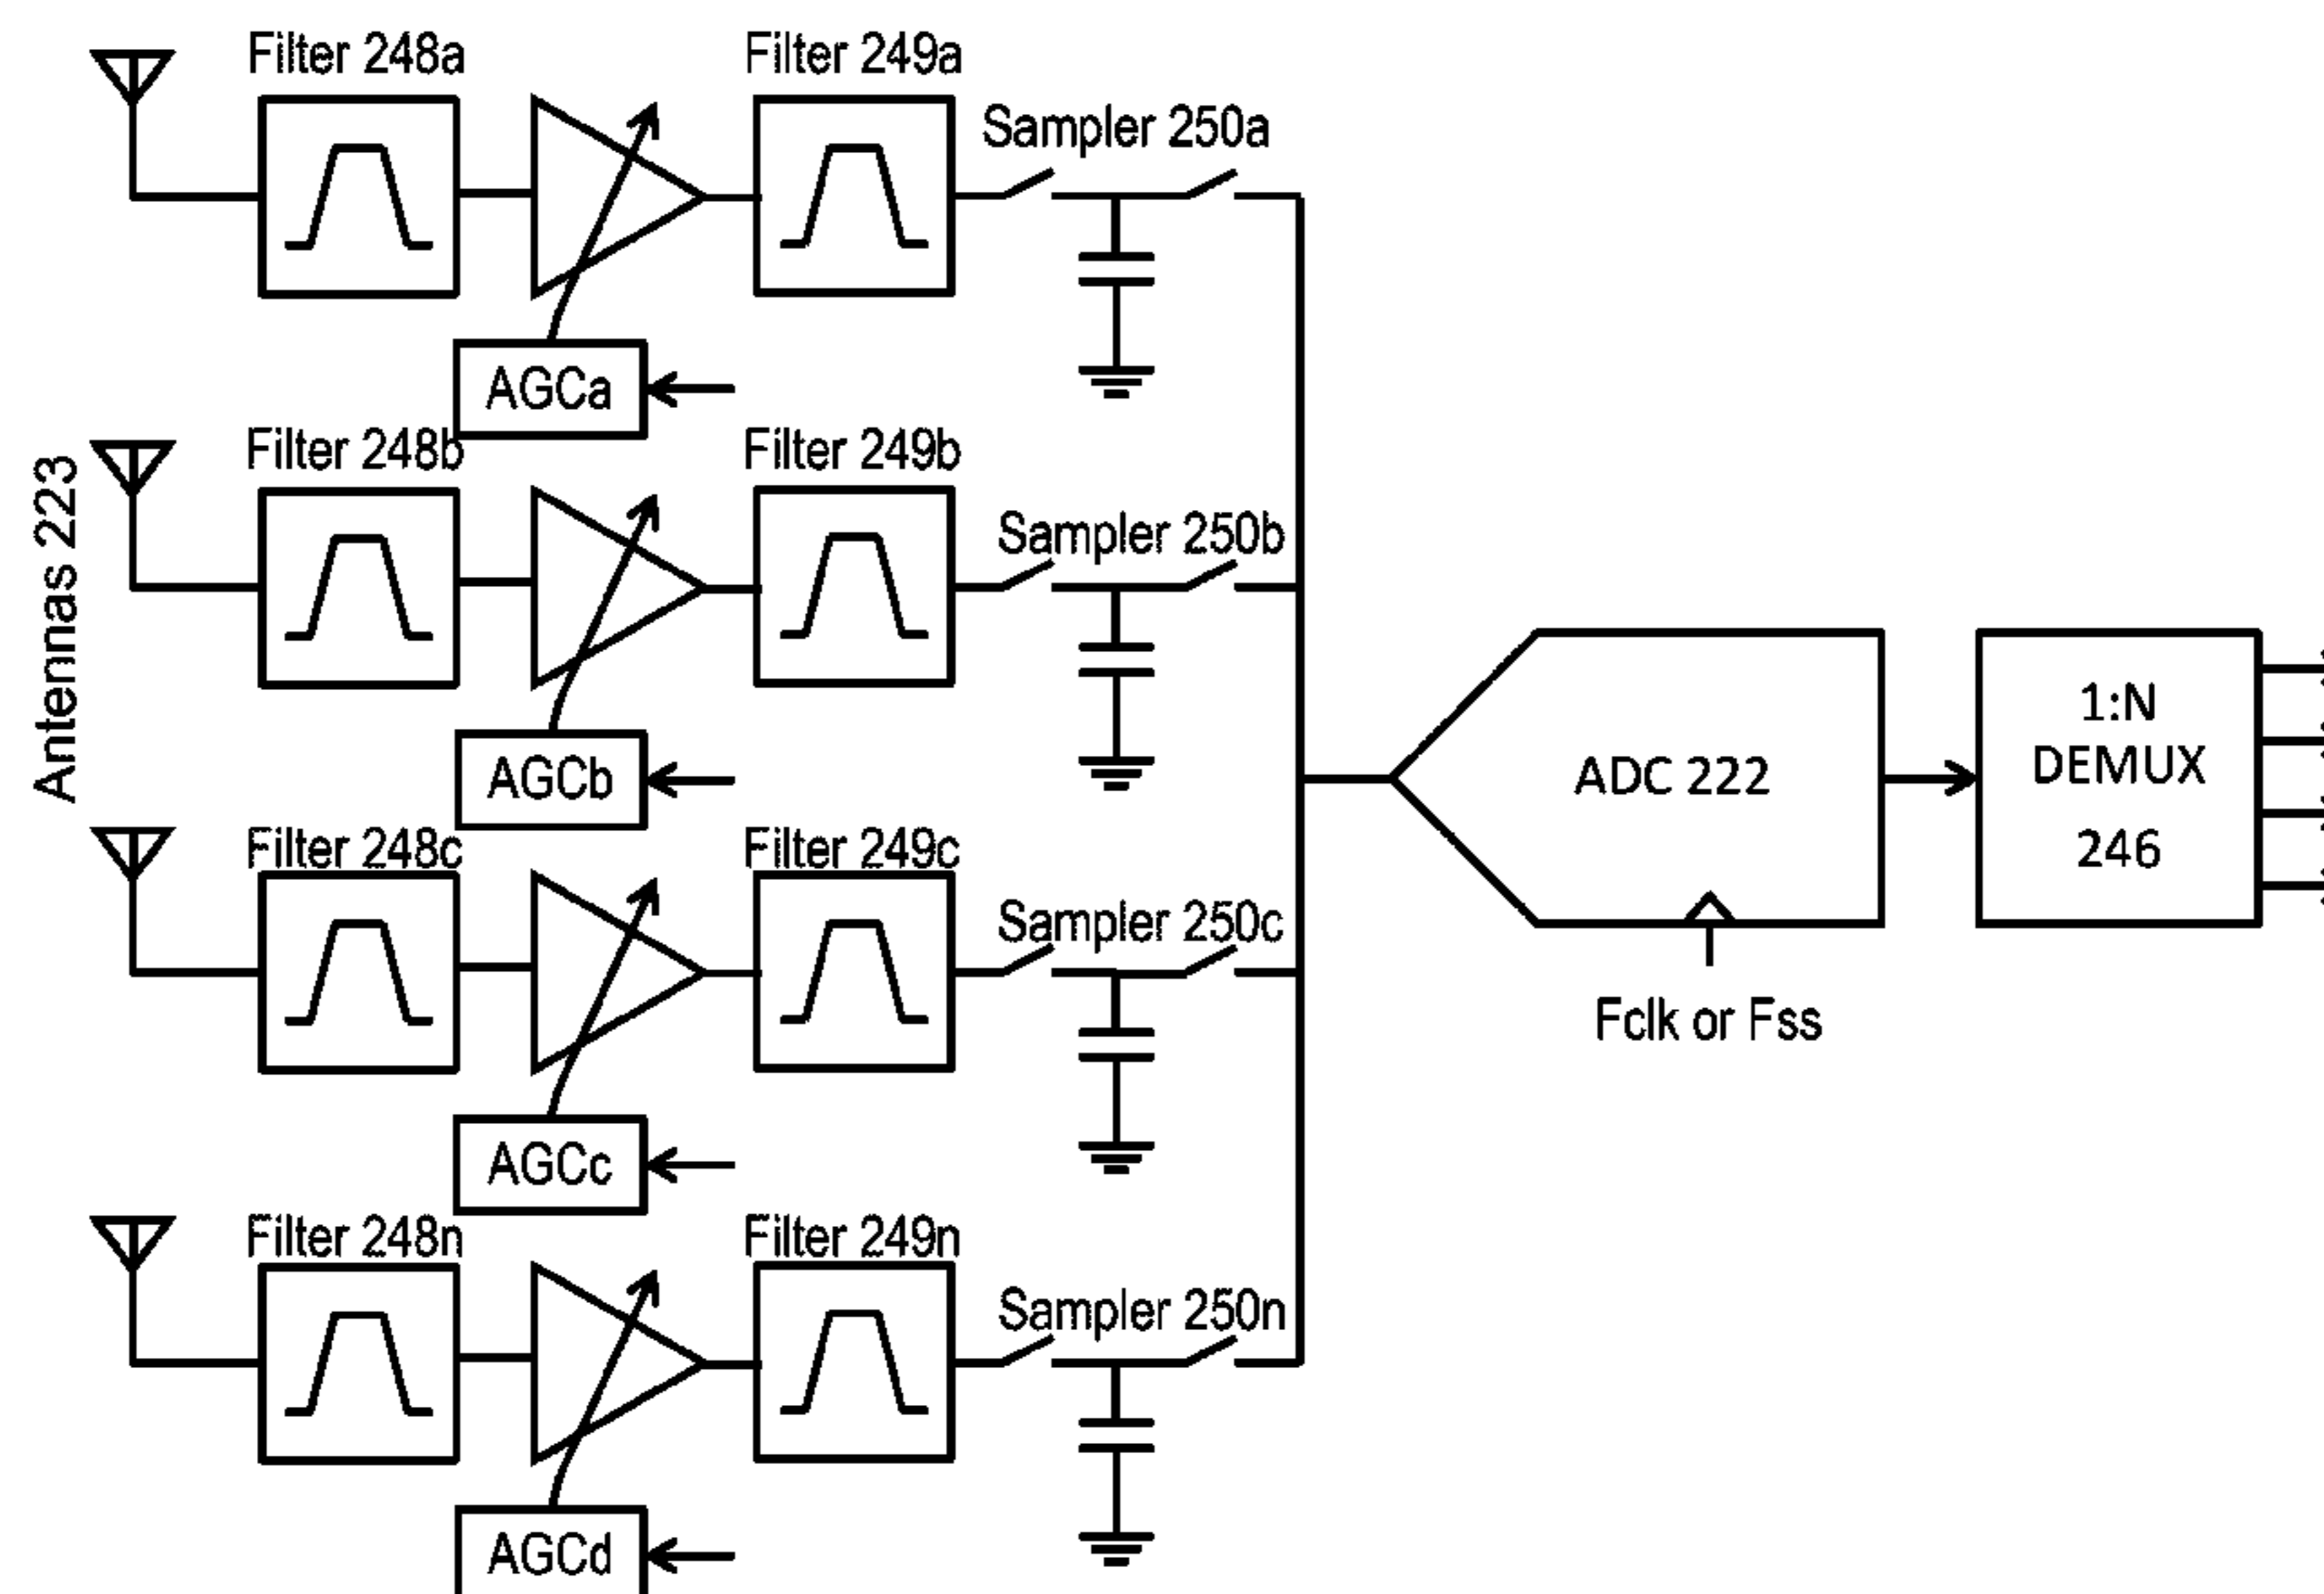 Filter 248a
Filter 249a
Sampler 250a
AGCa
Antennas 223
Filter 248b
Filter 249b
Sampler 250b
AGCb
Filter 248c
Filter 249c
Sampler 250c
AGCc
Filter 248n
Filter 249n
Sampler 250n
AGCd
ADC 222
Fclk or Fss
1:N
DEMUX
246